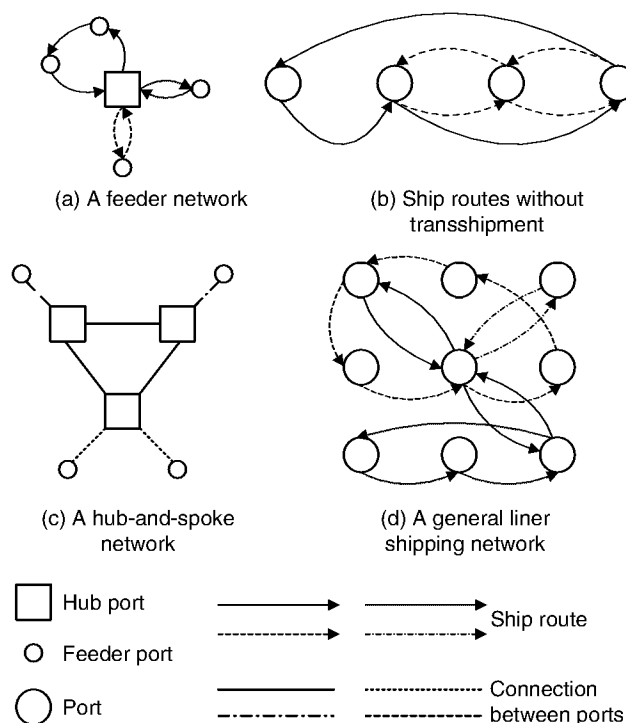 (a) A feeder network
(b) Ship routes without
transshipment
(c) A hub-and-spoke
network
(d) A general liner
shipping network
Hub port
Feeder port
Port
Ship route
Connection
between ports